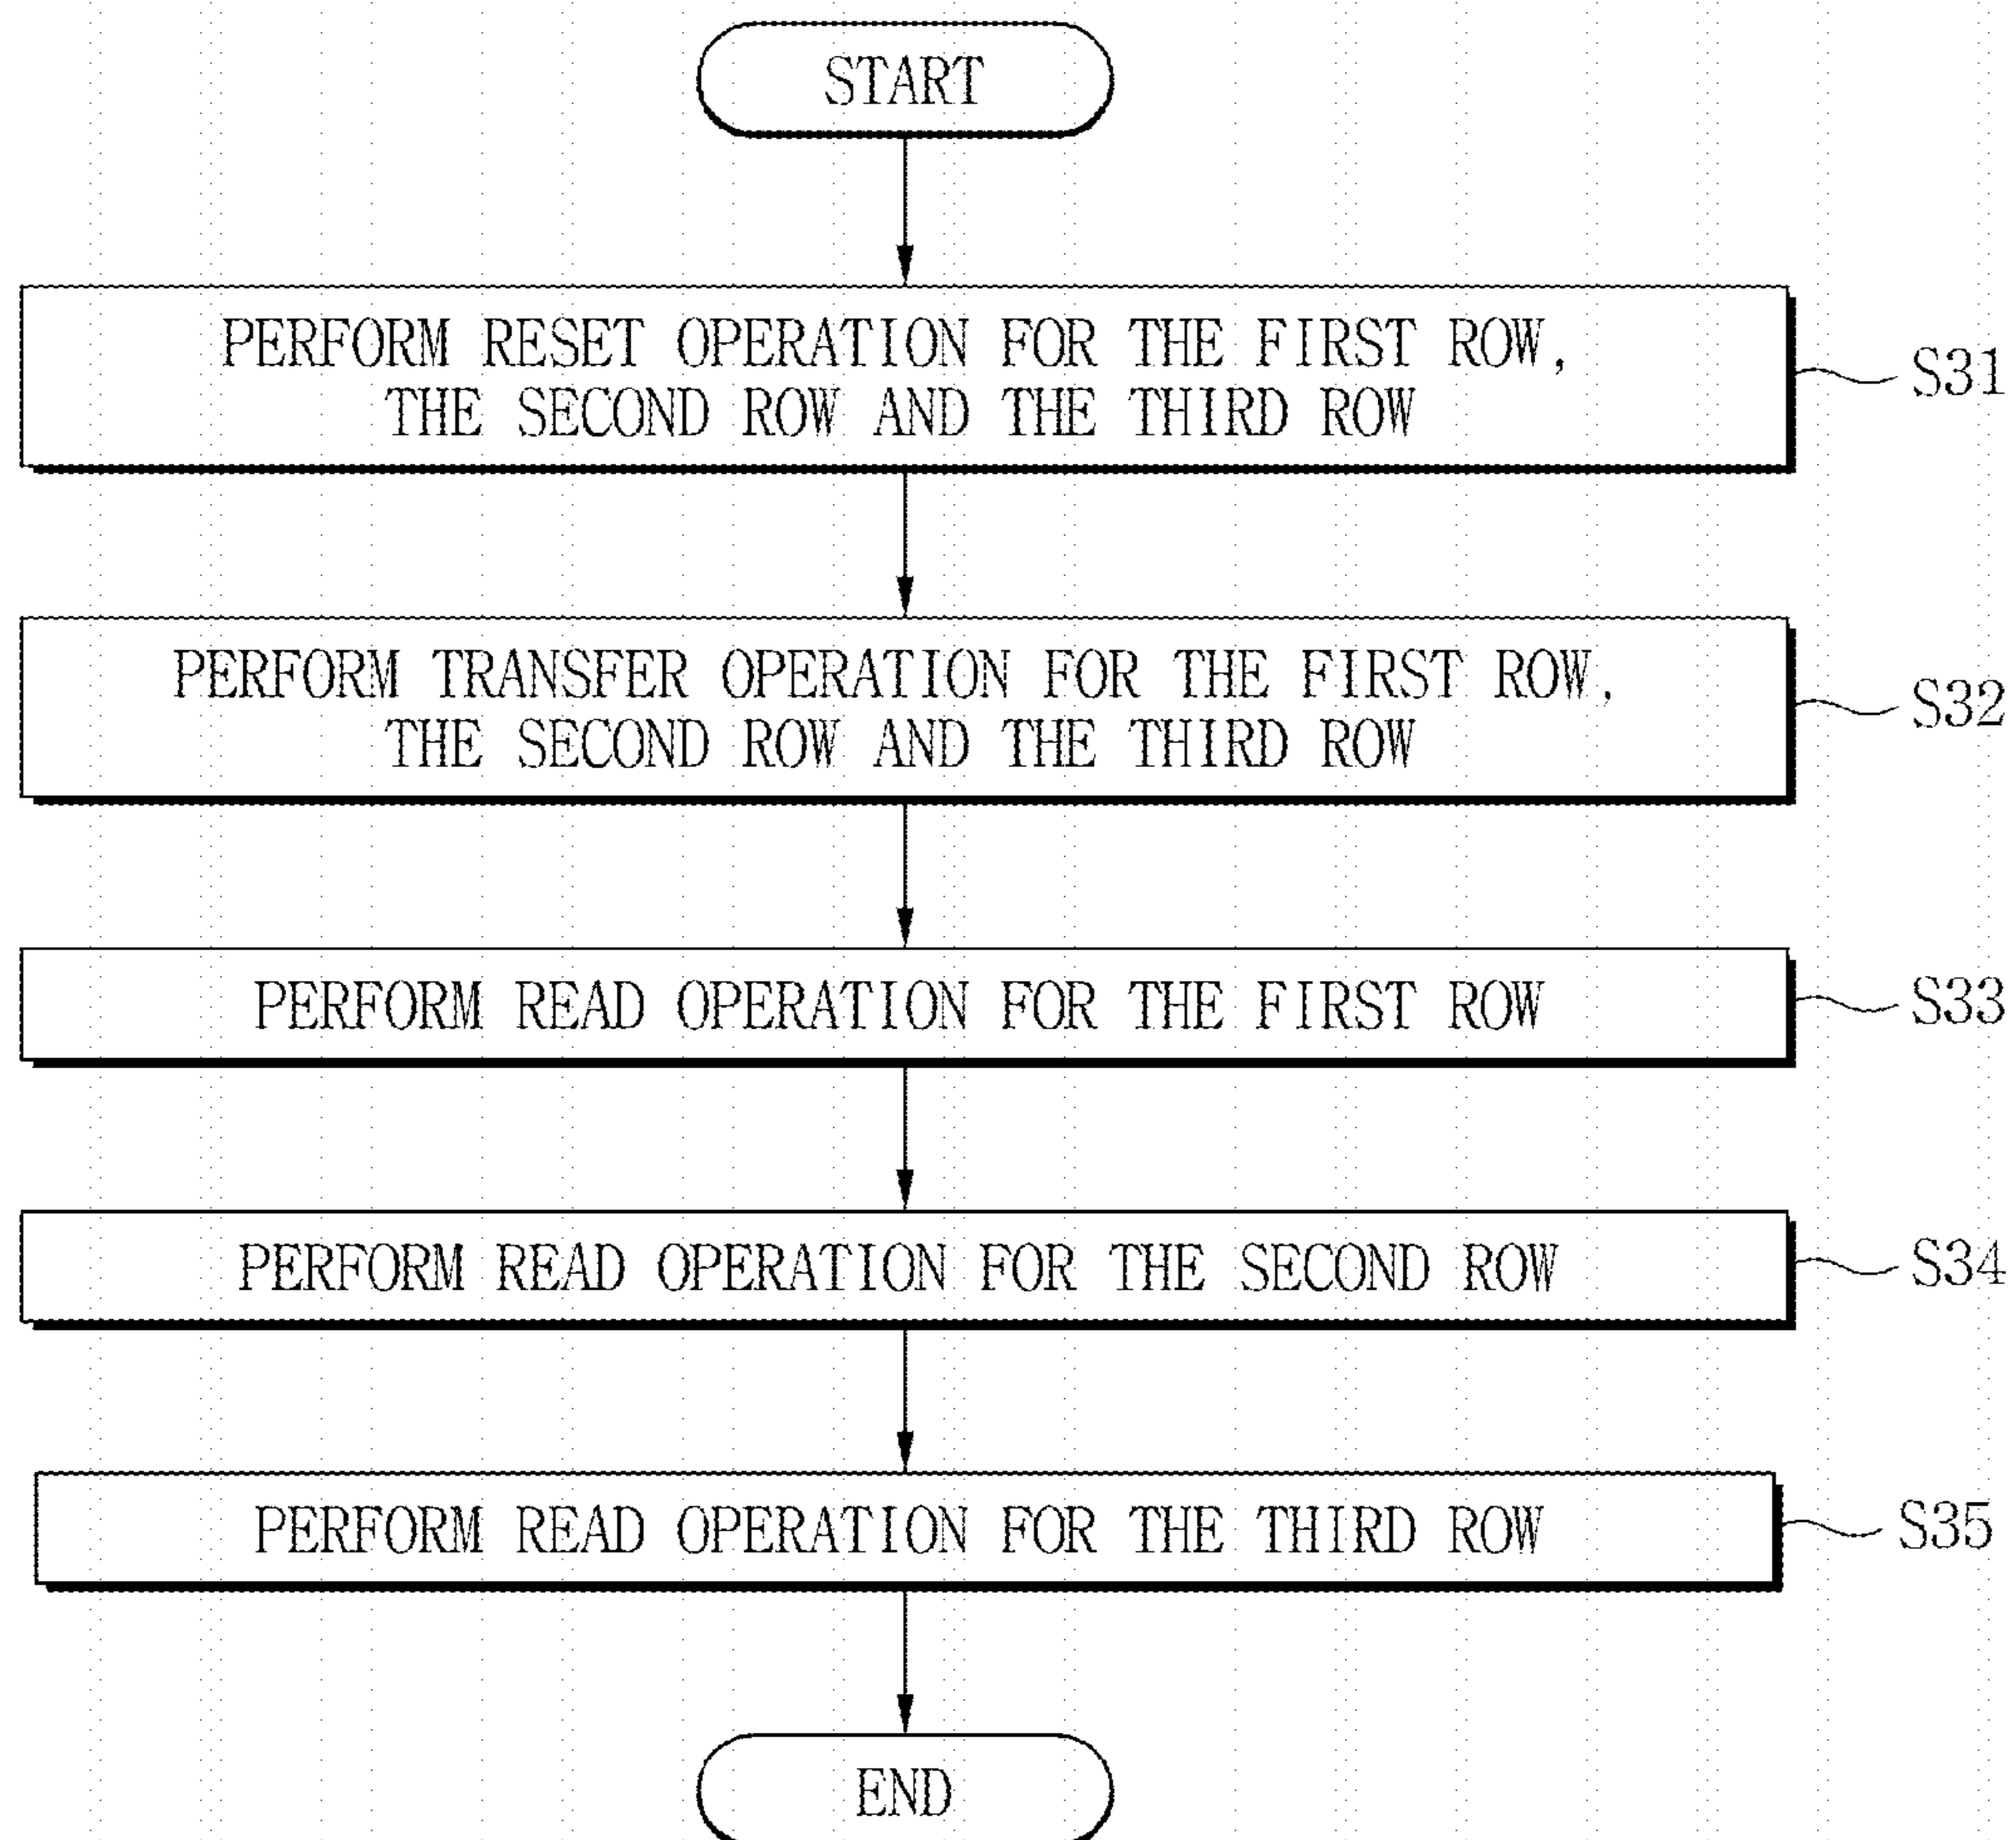 START
PERFORM RESET OPERATION FOR THE FIRST ROW,
THE SECOND ROW AND THE THIRD ROW
S31
PERFORM TRANSFER OPERATION FOR THE FIRST ROW,
THE SECOND ROW AND THE THIRD ROW
S32
PERFORM READ OPERATION FOR THE FIRST ROW
S33
PERFORM READ OPERATION FOR THE SECOND ROW
S34
PERFORM READ OPERATION FOR THE THIRD ROW
S35
END